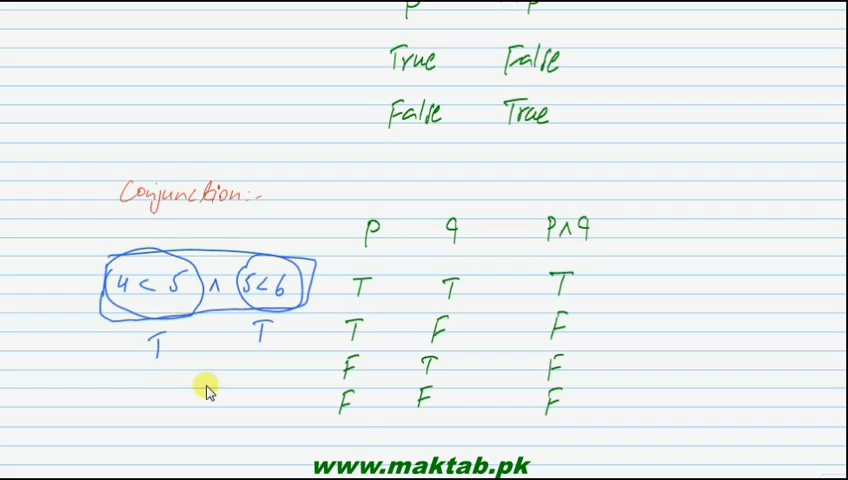 True False
False True
Conjunction:-
p q p∧q
4 < 5 ∧ 5<6 T T T
T T T F F
F T F
F F F
www.maktab.pk